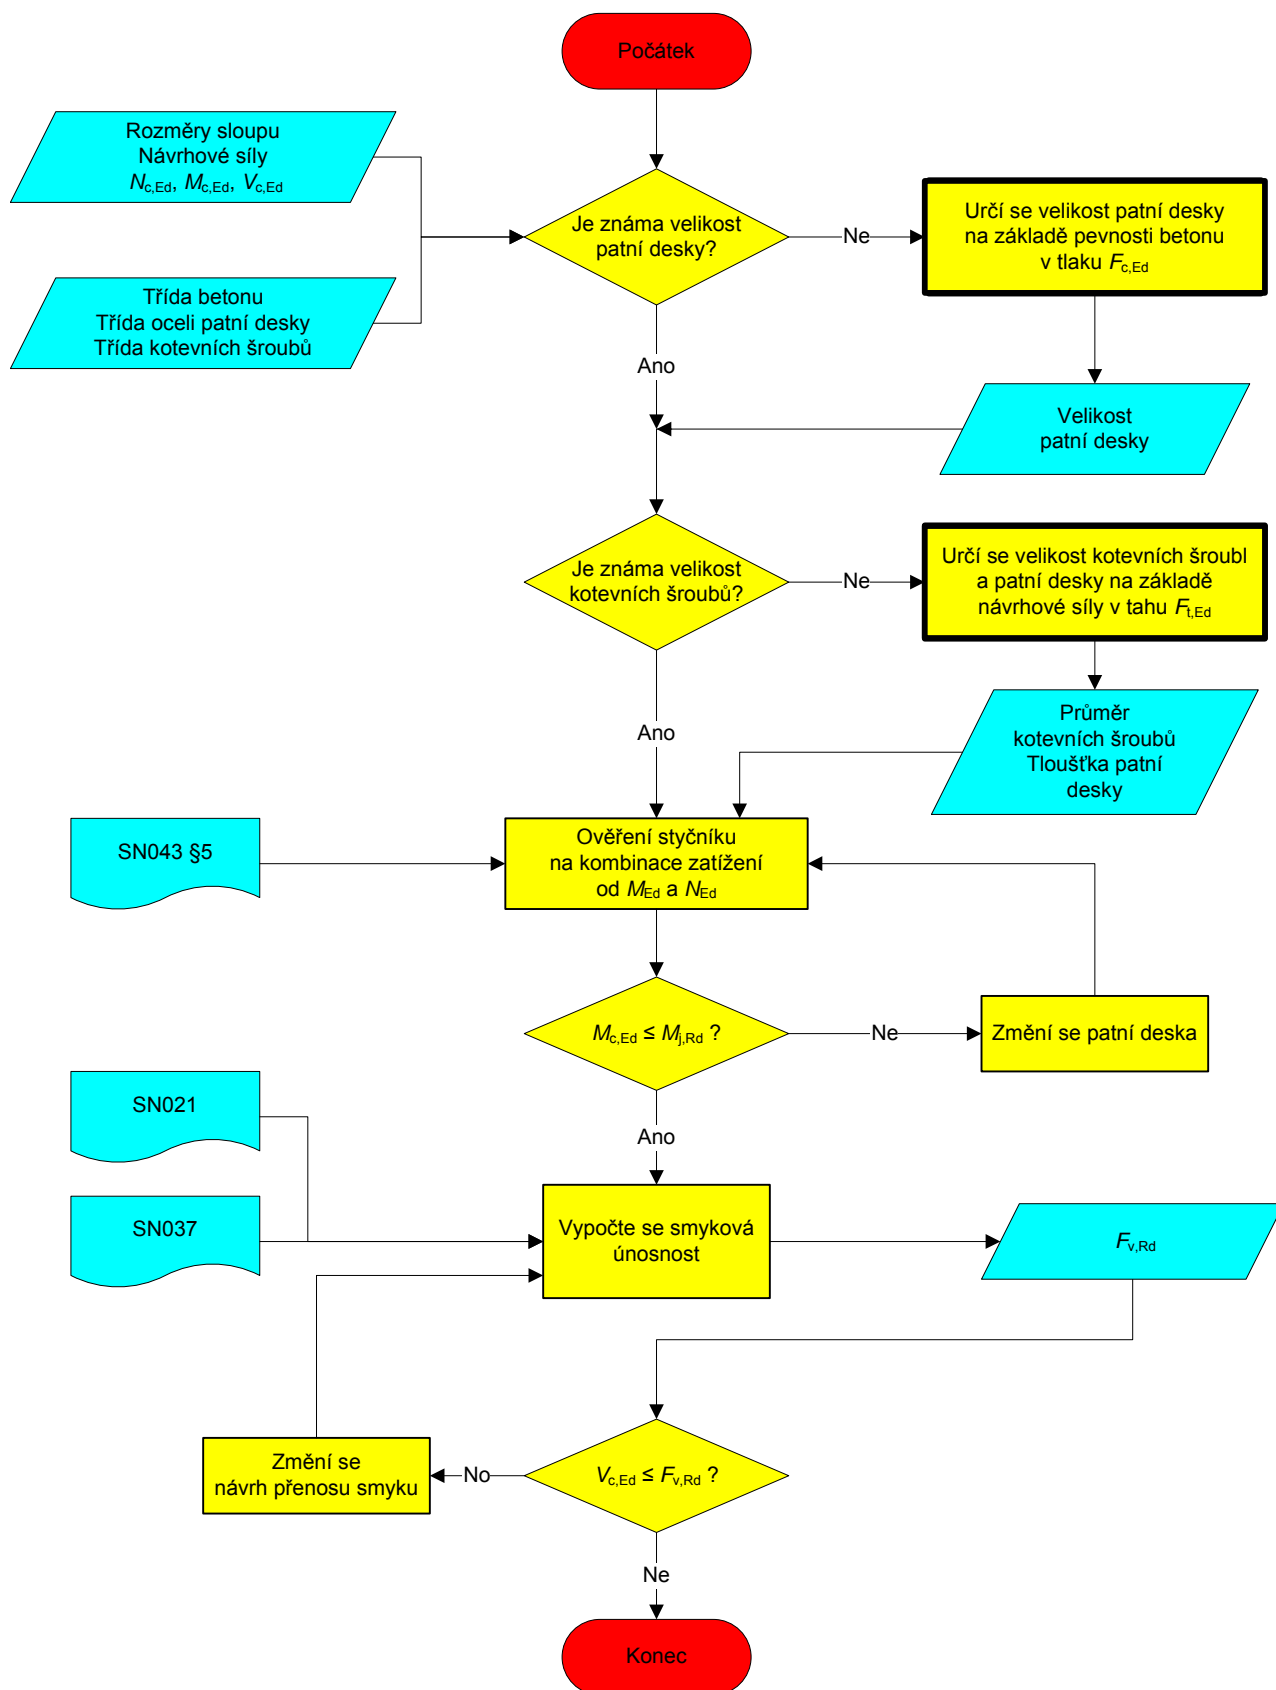 Počátek
Rozměry sloupu
Návrhové síly
Nc,Ed, Mc,Ed, Vc,Ed
Je známa velikost
patní desky?
Ne
Určí se velikost patní desky
na základě pevnosti betonu
v tlaku Fc,Ed
Třída betonu
Třída oceli patní desky
Třída kotevních šroubů
Ano
Velikost
patní desky
Je známa velikost
kotevních šroubů?
Ne
Určí se velikost kotevních šroubl
a patní desky na základě
návrhové síly v tahu Ft,Ed
Ano
Průměr
kotevních šroubů
Tloušťka patní
desky
SN043 §5
Ověření styčníku
na kombinace zatížení
od MEd a NEd
Mc,Ed ≤ Mj,Rd ?
Ne
Změní se patní deska
SN021
Ano
SN037
Vypočte se smyková
únosnost
Fv,Rd
Změní se
návrh přenosu smyku
No
Vc,Ed ≤ Fv,Rd ?
Ne
Konec